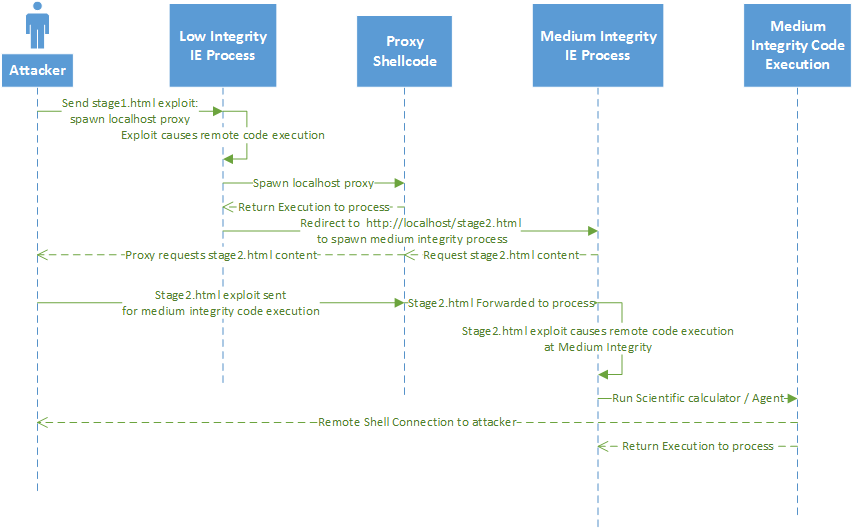 Attacker
Low Integrity
IE Process
Proxy
Shellcode
Medium Integrity
IE Process
Medium
Integrity Code
Execution
Send stage1.html exploit:
spawn localhost proxy
Exploit causes remote code execution
Spawn localhost proxy
Return Execution to process
Redirect to http://localhost/stage2.html
to spawn medium integrity process
Proxy requests stage2.html content
Request stage2.html content
Stage2.html exploit sent
for medium integrity code execution
Stage2.html Forwarded to process
Stage2.html exploit causes remote code execution
at Medium Integrity
Run Scientific calculator / Agent
Remote Shell Connection to attacker
Return Execution to process